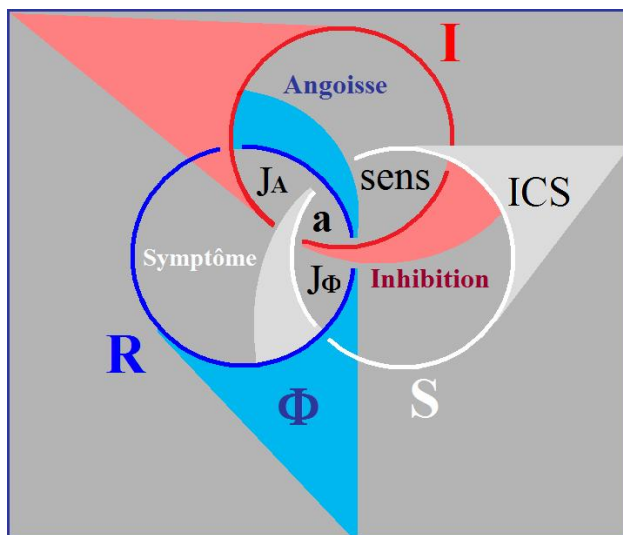 I
Angoisse
JA
sens
ICS
a
Symptôme
JΦ
Inhibition
R
Φ
S